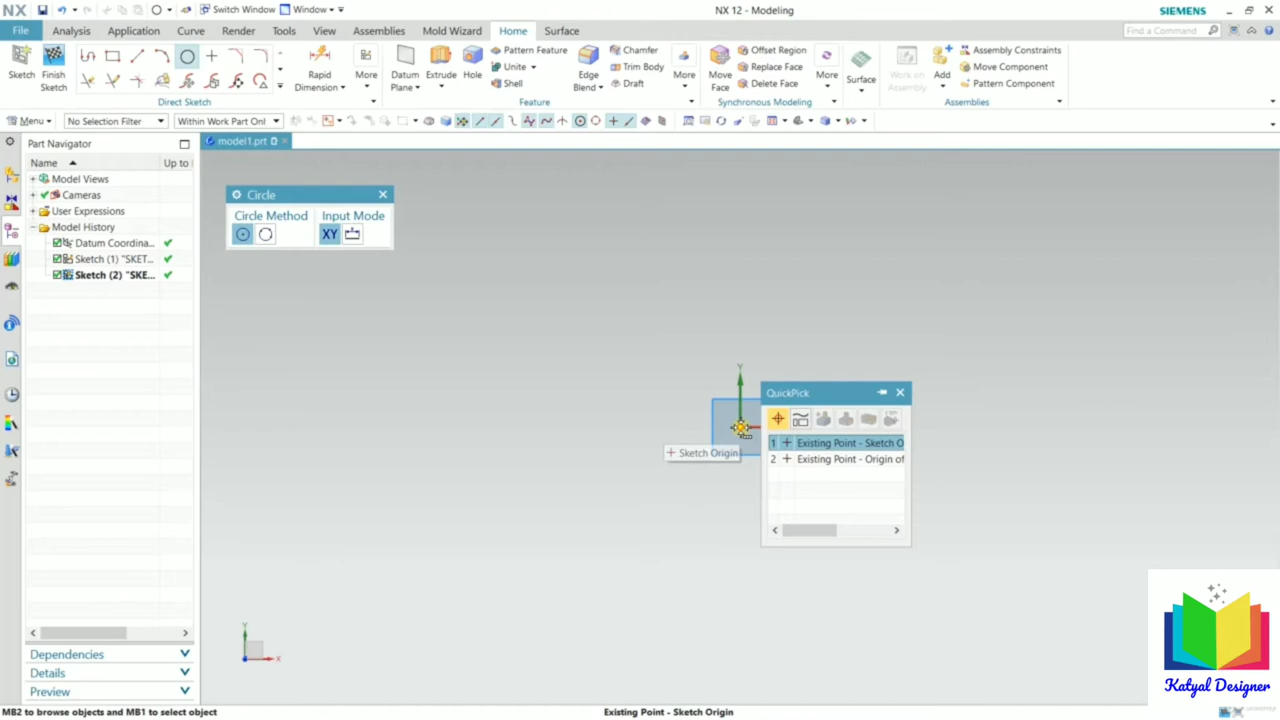 NX
Switch Window
Window
NX 12 - Modeling
SIEMENS
File
Analysis
Application
Curve
Render
Tools
View
Assemblies
Mold Wizard
Home
Surface
Find a Command
Sketch
Finish
Sketch
Rapid
Dimension
More
Direct Sketch
Datum
Plane
Extrude
Hole
Pattern Feature
Unite
Shell
Edge
Blend
Chamfer
Trim Body
Draft
More
Feature
Move
Face
Offset Region
Replace Face
Delete Face
More
Synchronous Modeling
Surface
Work on
Assembly
Add
Assembly Constraints
Move Component
Pattern Component
Assemblies
Menu
No Selection Filter
Within Work Part Onl
Part Navigator
model1.prt
Name
Up to
Model Views
Cameras
User Expressions
Model History
Datum Coordina...
Sketch (1) "SKET...
Sketch (2) "SKE...
Circle
Circle Method
Input Mode
XY
Y
QuickPick
1 + Existing Point - Sketch O
2 + Existing Point - Origin of
Sketch Origin
Y
X
Dependencies
Details
Preview
Katyal Designer
MB2 to browse objects and MB1 to select object
Existing Point - Sketch Origin